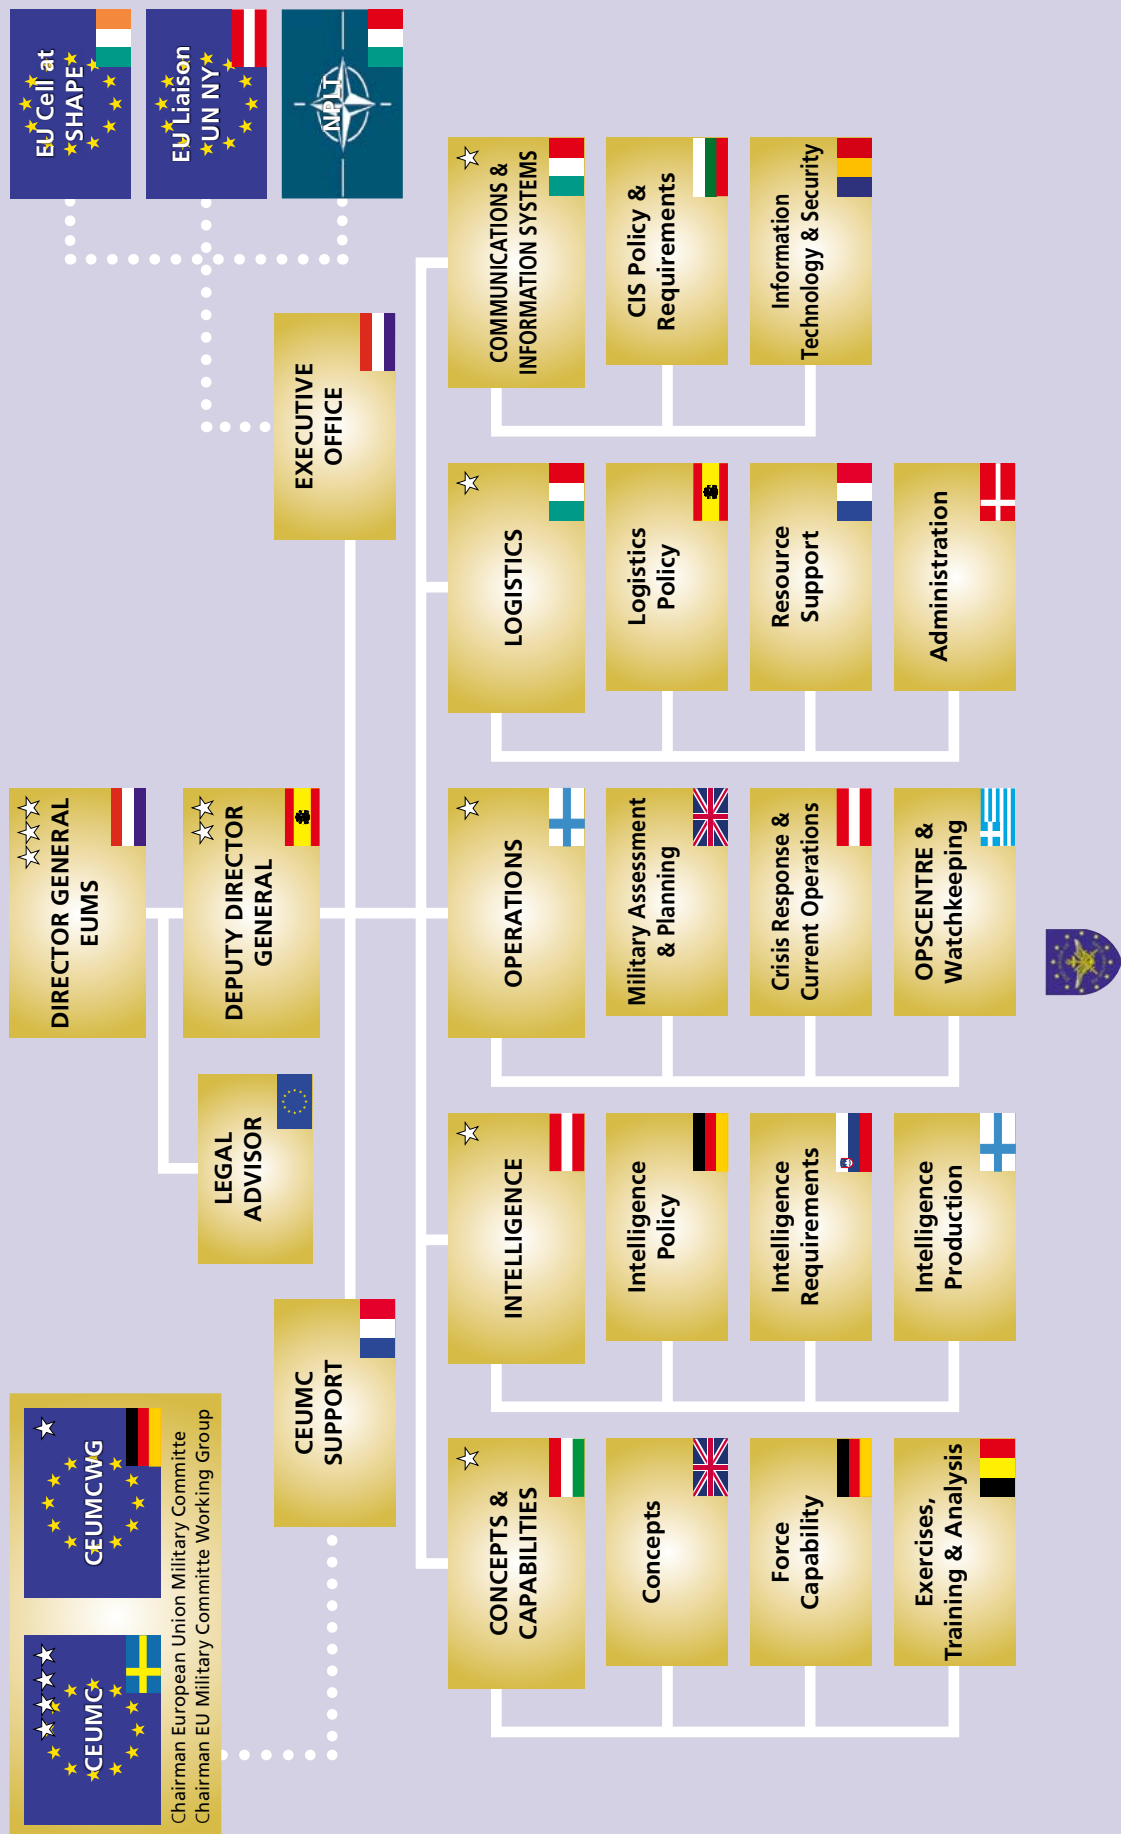 CEUMC
CEUMCWG
Chairman European Union Military Committe
Chairman EU Military Committe Working Group
DIRECTOR GENERAL
EUMS
EU Cell at
SHAPE
EU Liaison
UN NY
NPLT
LEGAL
ADVISOR
DEPUTY DIRECTOR
GENERAL
CEUMC
SUPPORT
EXECUTIVE
OFFICE
CONCEPTS &
CAPABILITIES
INTELLIGENCE
OPERATIONS
LOGISTICS
COMMUNICATIONS &
INFORMATION SYSTEMS
Concepts
Intelligence
Policy
Military Assessment
& Planning
Logistics
Policy
CIS Policy &
Requirements
Force
Capability
Intelligence
Requirements
Crisis Response &
Current Operations
Resource
Support
Information
Technology & Security
Exercises,
Training & Analysis
Intelligence
Production
OPSCENTRE &
Watchkeeping
Administration